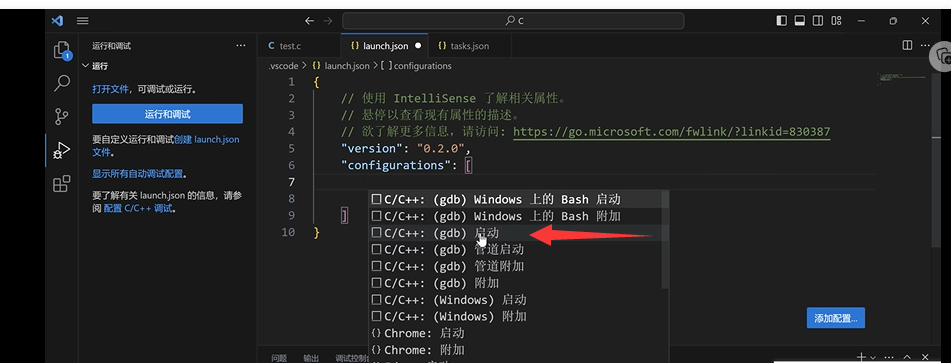 C
运行和调试
运行
打开文件，可调试或运行。
运行和调试
要自定义运行和调试创建 launch.json
文件。
显示所有自动调试配置。
要了解有关 launch.json 的信息，请参
阅 配置 C/C++ 调试。
1
C test.c
{} launch.json
{} tasks.json
.vscode > {} launch.json > [ ] configurations
1 {
2 // 使用 IntelliSense 了解相关属性。
3 // 悬停以查看现有属性的描述。
4 // 欲了解更多信息，请访问: https://go.microsoft.com/fwlink/?linkid=830387
5 "version": "0.2.0",
6 "configurations": [
7
8
9 ]
10 }
C/C++: (gdb) Windows 上的 Bash 启动
C/C++: (gdb) Windows 上的 Bash 附加
C/C++: (gdb) 启动
C/C++: (gdb) 管道启动
C/C++: (gdb) 管道附加
C/C++: (gdb) 附加
C/C++: (Windows) 启动
C/C++: (Windows) 附加
{} Chrome: 启动
{} Chrome: 附加
添加配置...
问题 输出 调试控制